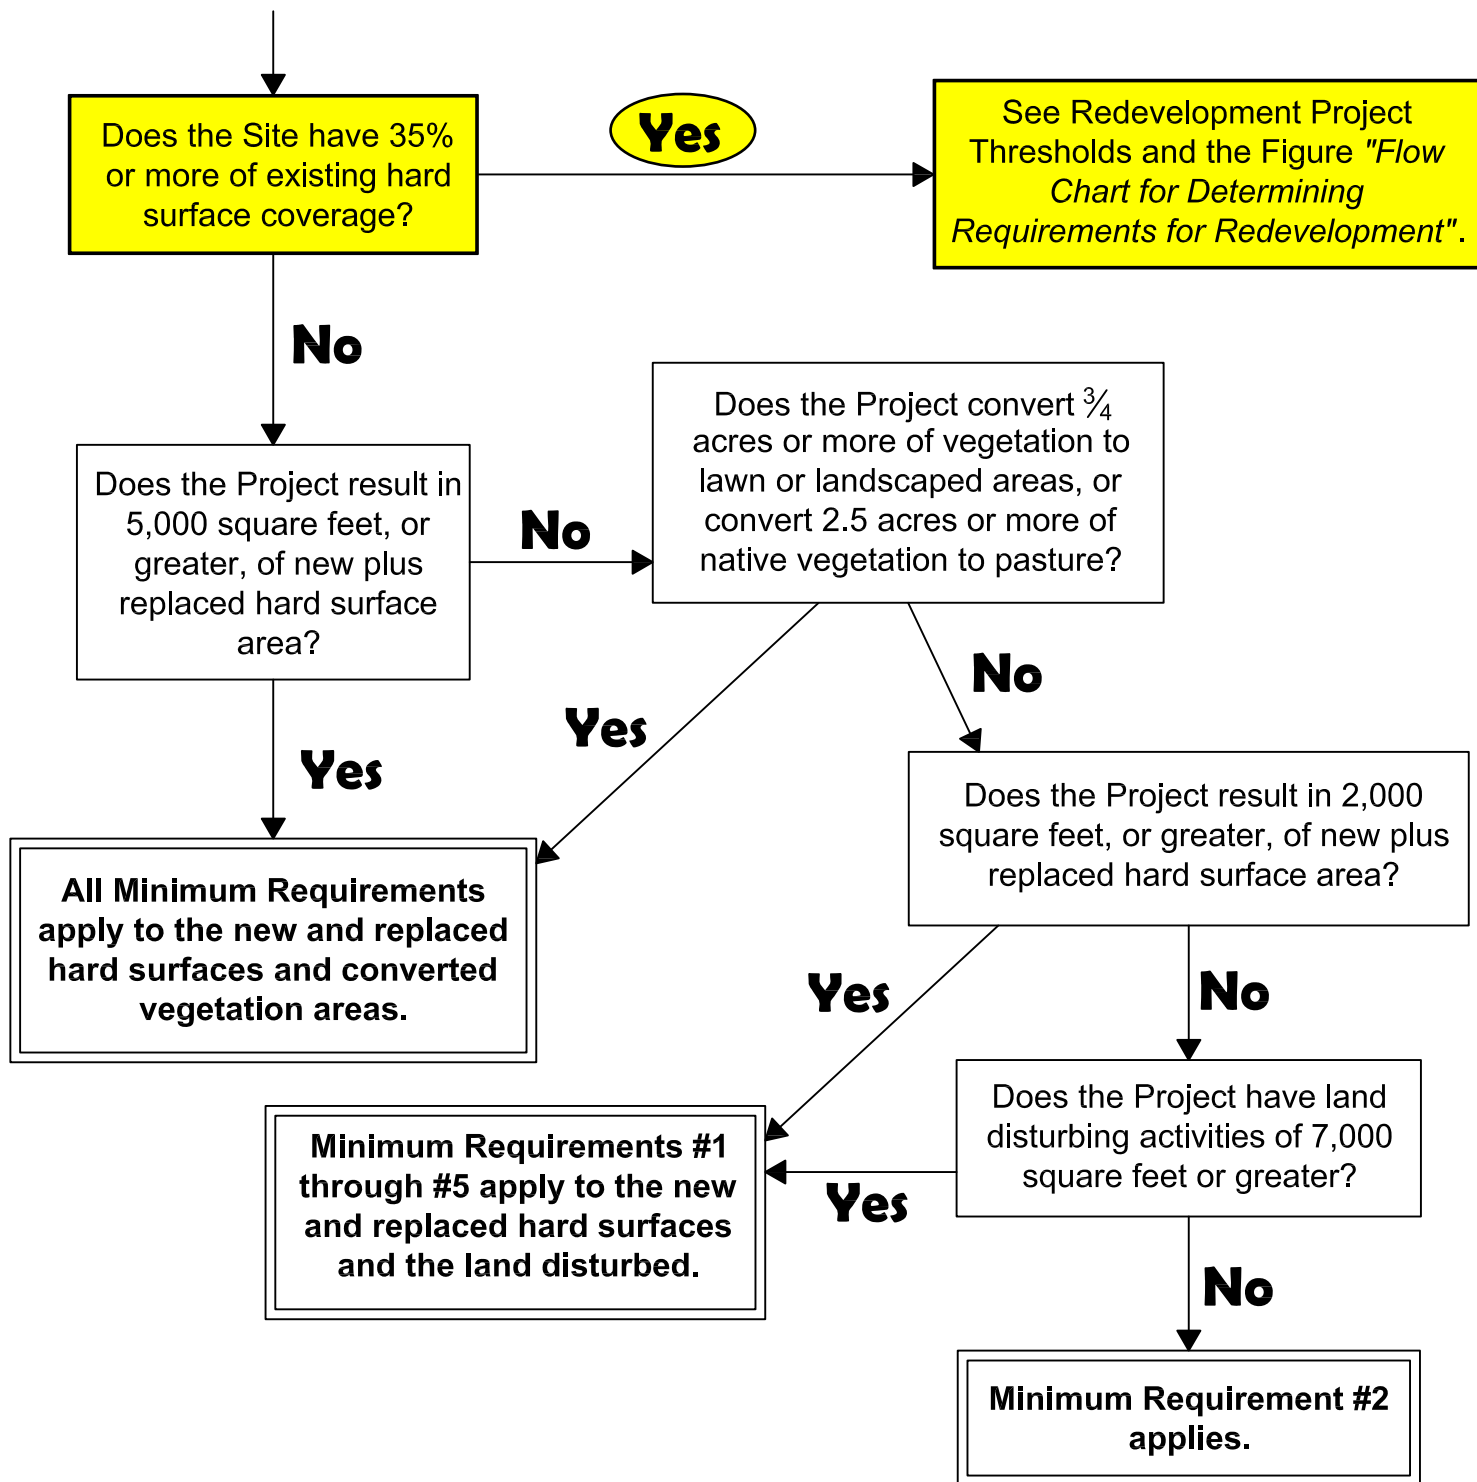 Does the Site have 35%
or more of existing hard
surface coverage?
Yes
See Redevelopment Project
Thresholds and the Figure "Flow
Chart for Determining
Requirements for Redevelopment".
No
Does the Project result in
5,000 square feet, or
greater, of new plus
replaced hard surface
area?
No
Does the Project convert ¾
acres or more of vegetation to
lawn or landscaped areas, or
convert 2.5 acres or more of
native vegetation to pasture?
Yes
Yes
No
All Minimum Requirements
apply to the new and replaced
hard surfaces and converted
vegetation areas.
Does the Project result in 2,000
square feet, or greater, of new plus
replaced hard surface area?
Yes
No
Minimum Requirements #1
through #5 apply to the new
and replaced hard surfaces
and the land disturbed.
Yes
Does the Project have land
disturbing activities of 7,000
square feet or greater?
No
Minimum Requirement #2
applies.